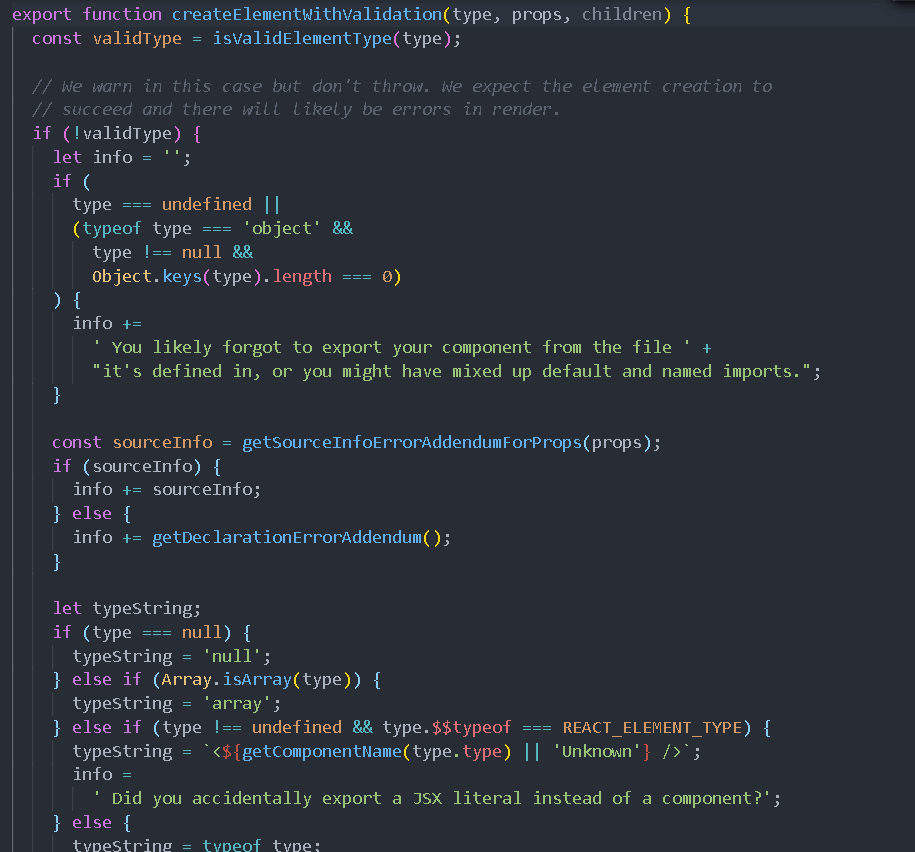 export function createElementWithValidation(type, props, children) {
const validType = isValidElementType(type);
// We warn in this case but don't throw. We expect the element creation to
// succeed and there will likely be errors in render.
if (!validType) {
let info = '';
if (
type === undefined ||
(typeof type === 'object' &&
type !== null &&
Object.keys(type).length === 0)
) {
info +=
' You likely forgot to export your component from the file ' +
"it's defined in, or you might have mixed up default and named imports.";
}
const sourceInfo = getSourceInfoErrorAddendumForProps(props);
if (sourceInfo) {
info += sourceInfo;
} else {
info += getDeclarationErrorAddendum();
}
let typeString;
if (type === null) {
typeString = 'null';
} else if (Array.isArray(type)) {
typeString = 'array';
} else if (type !== undefined && type.$$typeof === REACT_ELEMENT_TYPE) {
typeString = `<${getComponentName(type.type) || 'Unknown'} />`;
info =
' Did you accidentally export a JSX literal instead of a component?';
} else {
typeString = typeof type;